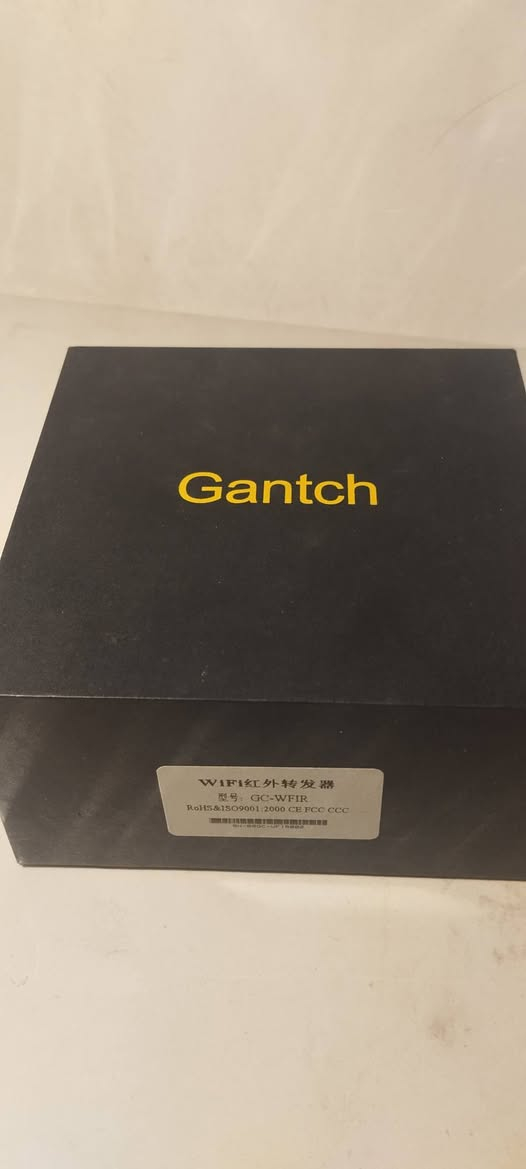 Gantch
WiFi红外转发器
型号: GC-WFIR
RoHS&ISO9001:2000 CE FCC CCC